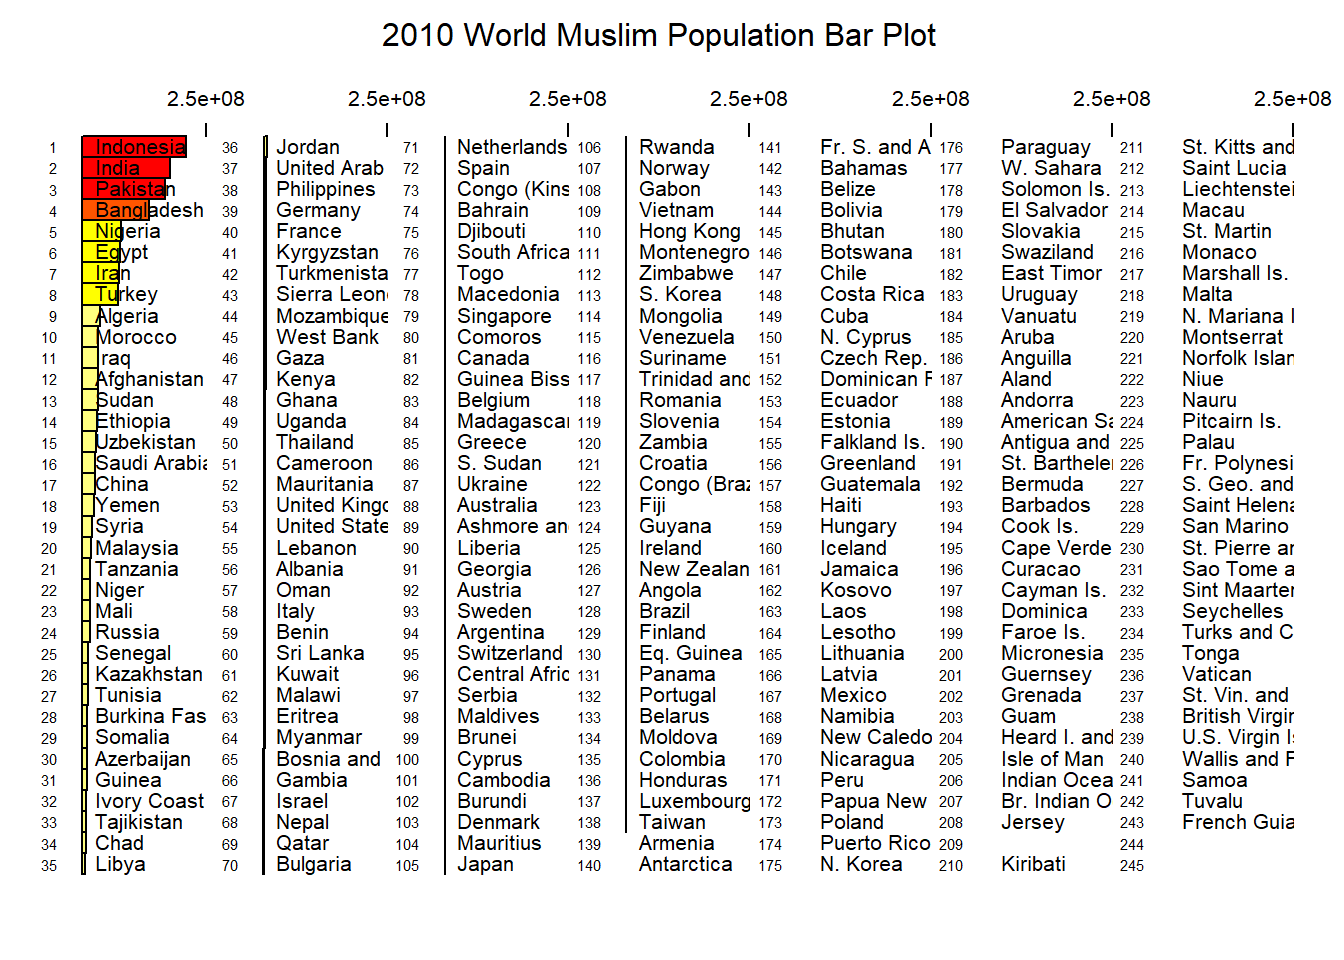 2010 World Muslim Population Bar Plot
2.5e+08 2.5e+08 2.5e+08 2.5e+08 2.5e+08 2.5e+08 2.5e+08
1 Indonesia 36 Jordan 71 Netherlands 106 Rwanda 141 Fr. S. and A 176 Paraguay 211 St. Kitts and
2 India 37 United Arab 72 Spain 107 Norway 142 Bahamas 177 W. Sahara 212 Saint Lucia
3 Pakistan 38 Philippines 73 Congo (Kins 108 Gabon 143 Belize 178 Solomon Is. 213 Liechtenstei
4 Bangladesh 39 Germany 74 Bahrain 109 Vietnam 144 Bolivia 179 El Salvador 214 Macau
5 Nigeria 40 France 75 Djibouti 110 Hong Kong 145 Bhutan 180 Slovakia 215 St. Martin
6 Egypt 41 Kyrgyzstan 76 South Africa 111 Montenegro 146 Botswana 181 Swaziland 216 Monaco
7 Iran 42 Turkmenista 77 Togo 112 Zimbabwe 147 Chile 182 East Timor 217 Marshall Is.
8 Turkey 43 Sierra Leon 78 Macedonia 113 S. Korea 148 Costa Rica 183 Uruguay 218 Malta
9 Algeria 44 Mozambique 79 Singapore 114 Mongolia 149 Cuba 184 Vanuatu 219 N. Mariana I
10 Morocco 45 West Bank 80 Comoros 115 Venezuela 150 N. Cyprus 185 Aruba 220 Montserrat
11 Iraq 46 Gaza 81 Canada 116 Suriname 151 Czech Rep. 186 Anguilla 221 Norfolk Islan
12 Afghanistan 47 Kenya 82 Guinea Biss 117 Trinidad and 152 Dominican F 187 Aland 222 Niue
13 Sudan 48 Ghana 83 Belgium 118 Romania 153 Ecuador 188 Andorra 223 Nauru
14 Ethiopia 49 Uganda 84 Madagascar 119 Slovenia 154 Estonia 189 American Sa 224 Pitcairn Is.
15 Uzbekistan 50 Thailand 85 Greece 120 Zambia 155 Falkland Is. 190 Antigua and 225 Palau
16 Saudi Arabia 51 Cameroon 86 S. Sudan 121 Croatia 156 Greenland 191 St. Barthele 226 Fr. Polynesi
17 China 52 Mauritania 87 Ukraine 122 Congo (Braz 157 Guatemala 192 Bermuda 227 S. Geo. and
18 Yemen 53 United Kingd 88 Australia 123 Fiji 158 Haiti 193 Barbados 228 Saint Helena
19 Syria 54 United State 89 Ashmore an 124 Guyana 159 Hungary 194 Cook Is. 229 San Marino
20 Malaysia 55 Lebanon 90 Liberia 125 Ireland 160 Iceland 195 Cape Verde 230 St. Pierre an
21 Tanzania 56 Albania 91 Georgia 126 New Zealan 161 Jamaica 196 Curacao 231 Sao Tome a
22 Niger 57 Oman 92 Austria 127 Angola 162 Kosovo 197 Cayman Is. 232 Sint Maarten
23 Mali 58 Italy 93 Sweden 128 Brazil 163 Laos 198 Dominica 233 Seychelles
24 Russia 59 Benin 94 Argentina 129 Finland 164 Lesotho 199 Faroe Is. 234 Turks and C
25 Senegal 60 Sri Lanka 95 Switzerland 130 Eq. Guinea 165 Lithuania 200 Micronesia 235 Tonga
26 Kazakhstan 61 Kuwait 96 Central Afric 131 Panama 166 Latvia 201 Guernsey 236 Vatican
27 Tunisia 62 Malawi 97 Serbia 132 Portugal 167 Mexico 202 Grenada 237 St. Vin. and
28 Burkina Fas 63 Eritrea 98 Maldives 133 Belarus 168 Namibia 203 Guam 238 British Virgin
29 Somalia 64 Myanmar 99 Brunei 134 Moldova 169 New Caledo 204 Heard I. and 239 U.S. Virgin Is
30 Azerbaijan 65 Bosnia and 100 Cyprus 135 Colombia 170 Nicaragua 205 Isle of Man 240 Wallis and F
31 Guinea 66 Gambia 101 Cambodia 136 Honduras 171 Peru 206 Indian Ocea 241 Samoa
32 Ivory Coast 67 Israel 102 Burundi 137 Luxembourg 172 Papua New 207 Br. Indian O 242 Tuvalu
33 Tajikistan 68 Nepal 103 Denmark 138 Taiwan 173 Poland 208 Jersey 243 French Guia
34 Chad 69 Qatar 104 Mauritius 139 Armenia 174 Puerto Rico 209 244
35 Libya 70 Bulgaria 105 Japan 140 Antarctica 175 N. Korea 210 Kiribati 245